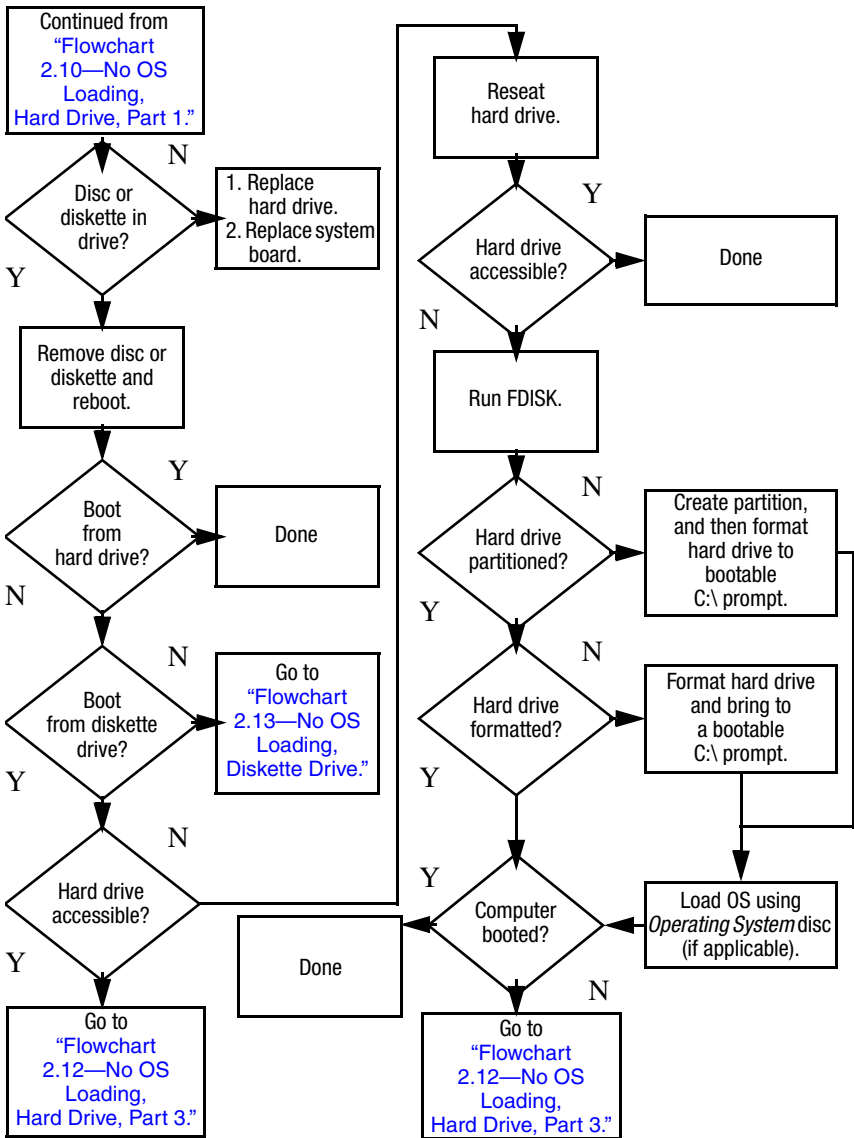 Continued from
“Flowchart
2.10—No OS
Loading,
Hard Drive, Part 1.”
N
Disc or
diskette in
drive?
1. Replace
hard drive.
2. Replace system
board.
Y
Remove disc or
diskette and
reboot.
Y
Boot
from
hard drive?
Done
N
N
Boot
from diskette
drive?
Go to
“Flowchart
2.13—No OS
Loading,
Diskette Drive.”
Y
N
Hard drive
accessible?
Y
Go to
“Flowchart
2.12—No OS
Loading,
Hard Drive, Part 3.”
Reseat
hard drive.
Y
Hard drive
accessible?
Done
N
Run FDISK.
N
Hard drive
partitioned?
Create partition,
and then format
hard drive to
bootable
C:\ prompt.
Y
N
Hard drive
formatted?
Format hard drive
and bring to
a bootable
C:\ prompt.
Y
Y
Computer
booted?
Load OS using
Operating System disc
(if applicable).
Done
N
Go to
“Flowchart
2.12—No OS
Loading,
Hard Drive, Part 3.”